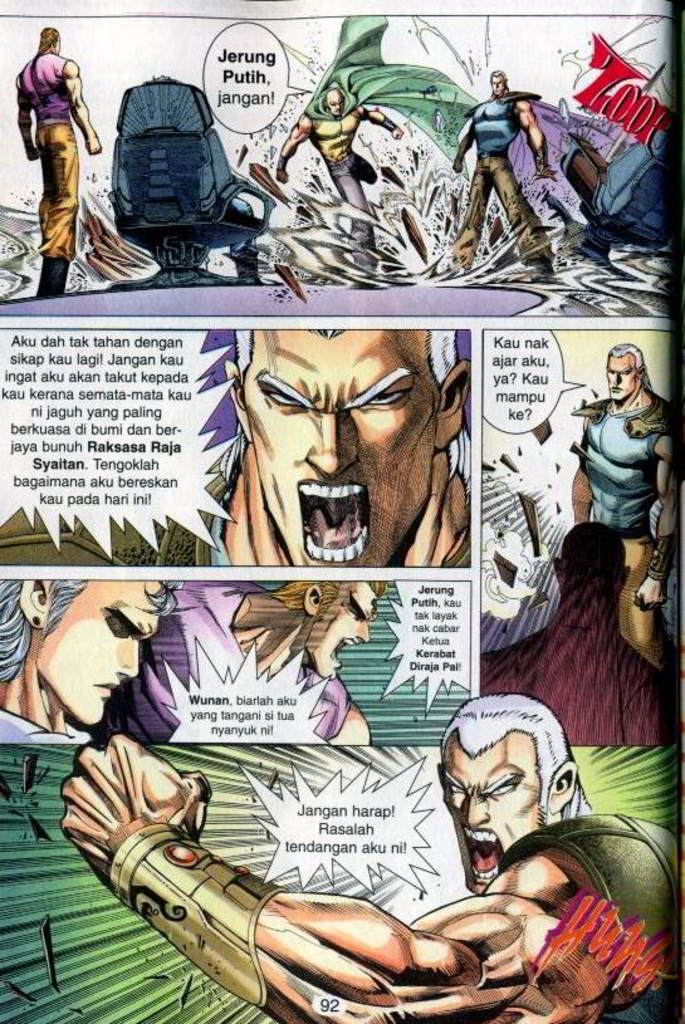 Jerung
Putih,
jangan!
ZOOP
Aku dah tak tahan dengan
sikap kau lagi! Jangan kau
ingat aku akan takut kepada
kau kerana semata-mata kau
ni jaguh yang paling
berkuasa di bumi dan ber-
jaya bunuh Raksasa Raja
Syaitan. Tengoklah
bagaimana aku bereskan
kau pada hari ini!
Kau nak
ajar aku,
ya? Kau
mampu
ke?
Wunan, biarlah aku
yang tangani si tua
nyanyuk ni!
Jerung
Putih, kau
tak layak
nak cabar
Ketua
Kerabat
Diraja Pal!
Jangan harap!
Rasalah
tendangan aku ni!
92